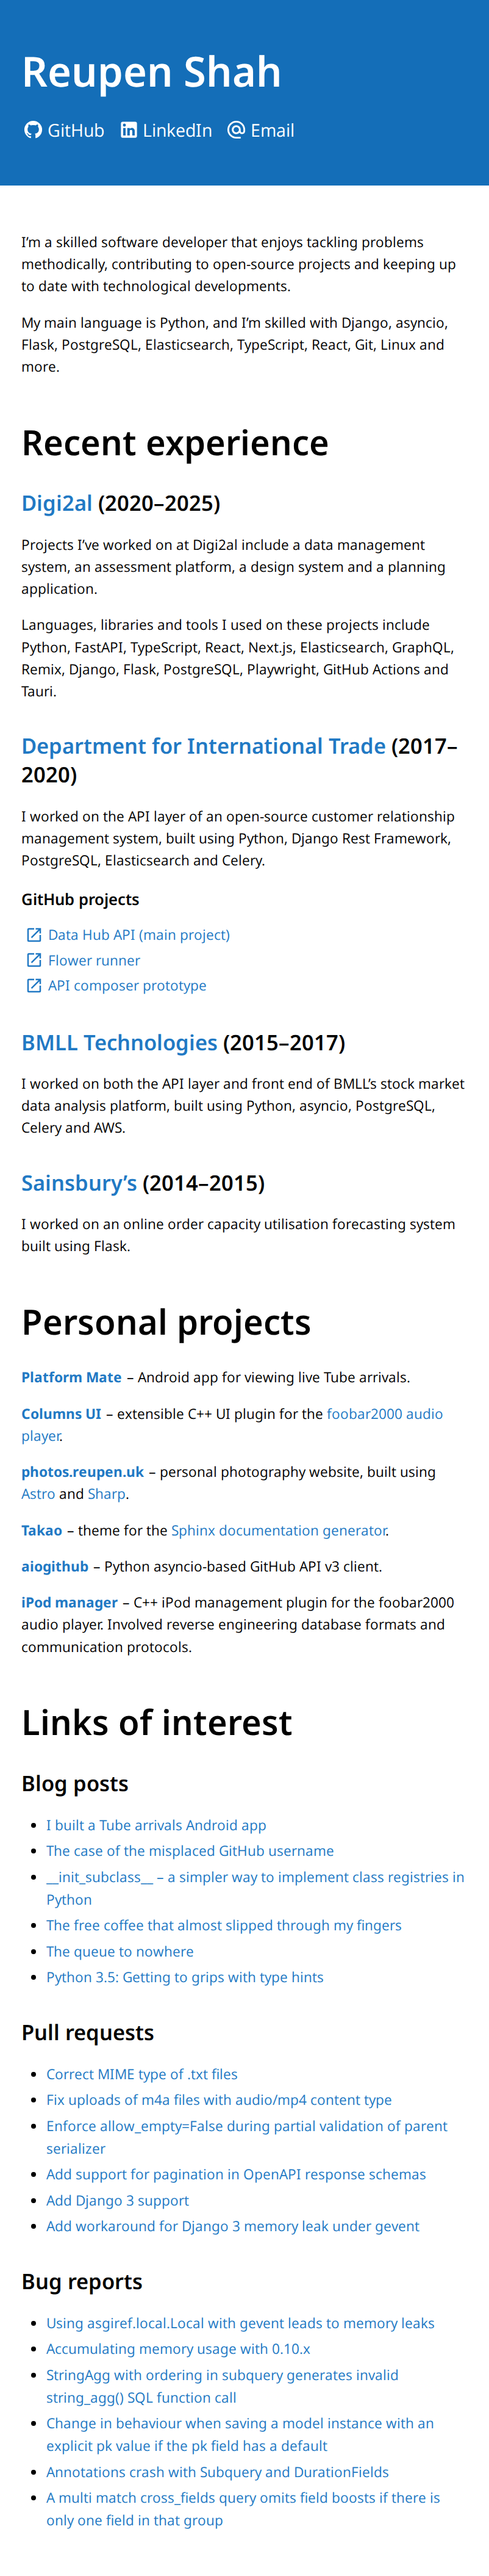 Reupen Shah
GitHub LinkedIn Email
I’m a skilled software developer that enjoys tackling problems
methodically, contributing to open-source projects and keeping up
to date with technological developments.
My main language is Python, and I’m skilled with Django, asyncio,
Flask, PostgreSQL, Elasticsearch, TypeScript, React, Git, Linux and
more.
Recent experience
Digi2al (2020–2025)
Projects I’ve worked on at Digi2al include a data management
system, an assessment platform, a design system and a planning
application.
Languages, libraries and tools I used on these projects include
Python, FastAPI, TypeScript, React, Next.js, Elasticsearch, GraphQL,
Remix, Django, Flask, PostgreSQL, Playwright, GitHub Actions and
Tauri.
Department for International Trade (2017–
2020)
I worked on the API layer of an open-source customer relationship
management system, built using Python, Django Rest Framework,
PostgreSQL, Elasticsearch and Celery.
GitHub projects
Data Hub API (main project)
Flower runner
API composer prototype
BMLL Technologies (2015–2017)
I worked on both the API layer and front end of BMLL’s stock market
data analysis platform, built using Python, asyncio, PostgreSQL,
Celery and AWS.
Sainsbury’s (2014–2015)
I worked on an online order capacity utilisation forecasting system
built using Flask.
Personal projects
Platform Mate – Android app for viewing live Tube arrivals.
Columns UI – extensible C++ UI plugin for the foobar2000 audio
player.
photos.reupen.uk – personal photography website, built using
Astro and Sharp.
Takao – theme for the Sphinx documentation generator.
aiogithub – Python asyncio-based GitHub API v3 client.
iPod manager – C++ iPod management plugin for the foobar2000
audio player. Involved reverse engineering database formats and
communication protocols.
Links of interest
Blog posts
• I built a Tube arrivals Android app
• The case of the misplaced GitHub username
• __init_subclass__ – a simpler way to implement class registries in
Python
• The free coffee that almost slipped through my fingers
• The queue to nowhere
• Python 3.5: Getting to grips with type hints
Pull requests
• Correct MIME type of .txt files
• Fix uploads of m4a files with audio/mp4 content type
• Enforce allow_empty=False during partial validation of parent
serializer
• Add support for pagination in OpenAPI response schemas
• Add Django 3 support
• Add workaround for Django 3 memory leak under gevent
Bug reports
• Using asgiref.local.Local with gevent leads to memory leaks
• Accumulating memory usage with 0.10.x
• StringAgg with ordering in subquery generates invalid
string_agg() SQL function call
• Change in behaviour when saving a model instance with an
explicit pk value if the pk field has a default
• Annotations crash with Subquery and DurationFields
• A multi match cross_fields query omits field boosts if there is
only one field in that group